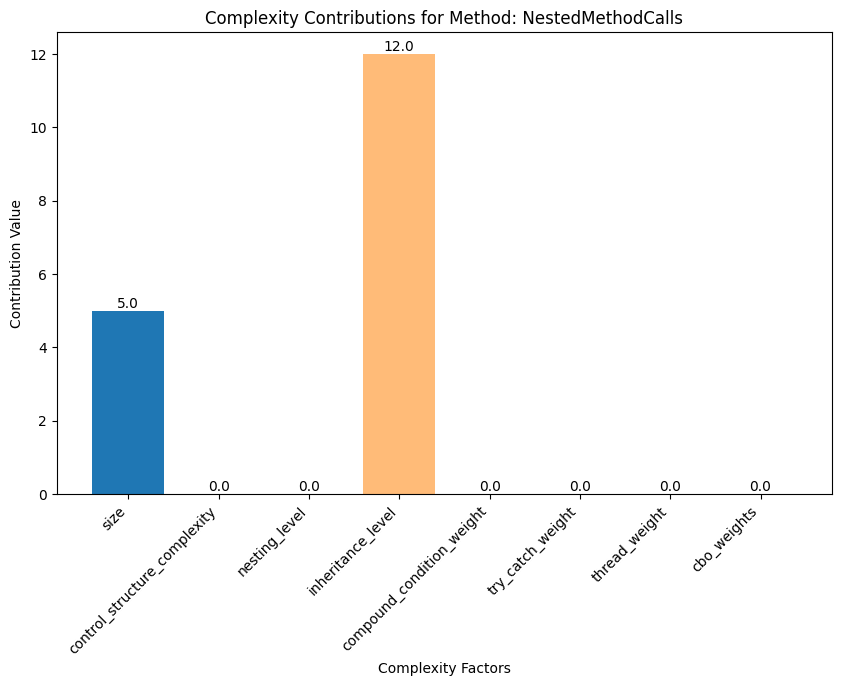 Complexity Contributions for Method: NestedMethodCalls
Contribution Value
12
10
8
6
4
2
0
5.0
0.0
0.0
12.0
0.0
0.0
0.0
0.0
size
control_structure_complexity
nesting_level
inheritance_level
compound_condition_weight
try_catch_weight
thread_weight
cbo_weights
Complexity Factors